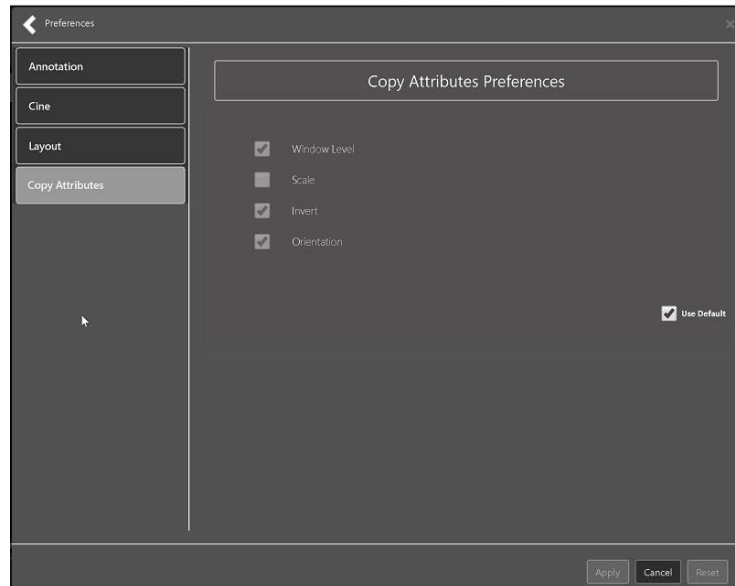 Preferences
Annotation
Cine
Layout
Copy Attributes
Copy Attributes Preferences
Window Level
Scale
Invert
Orientation
Use Default
Apply Cancel Reset